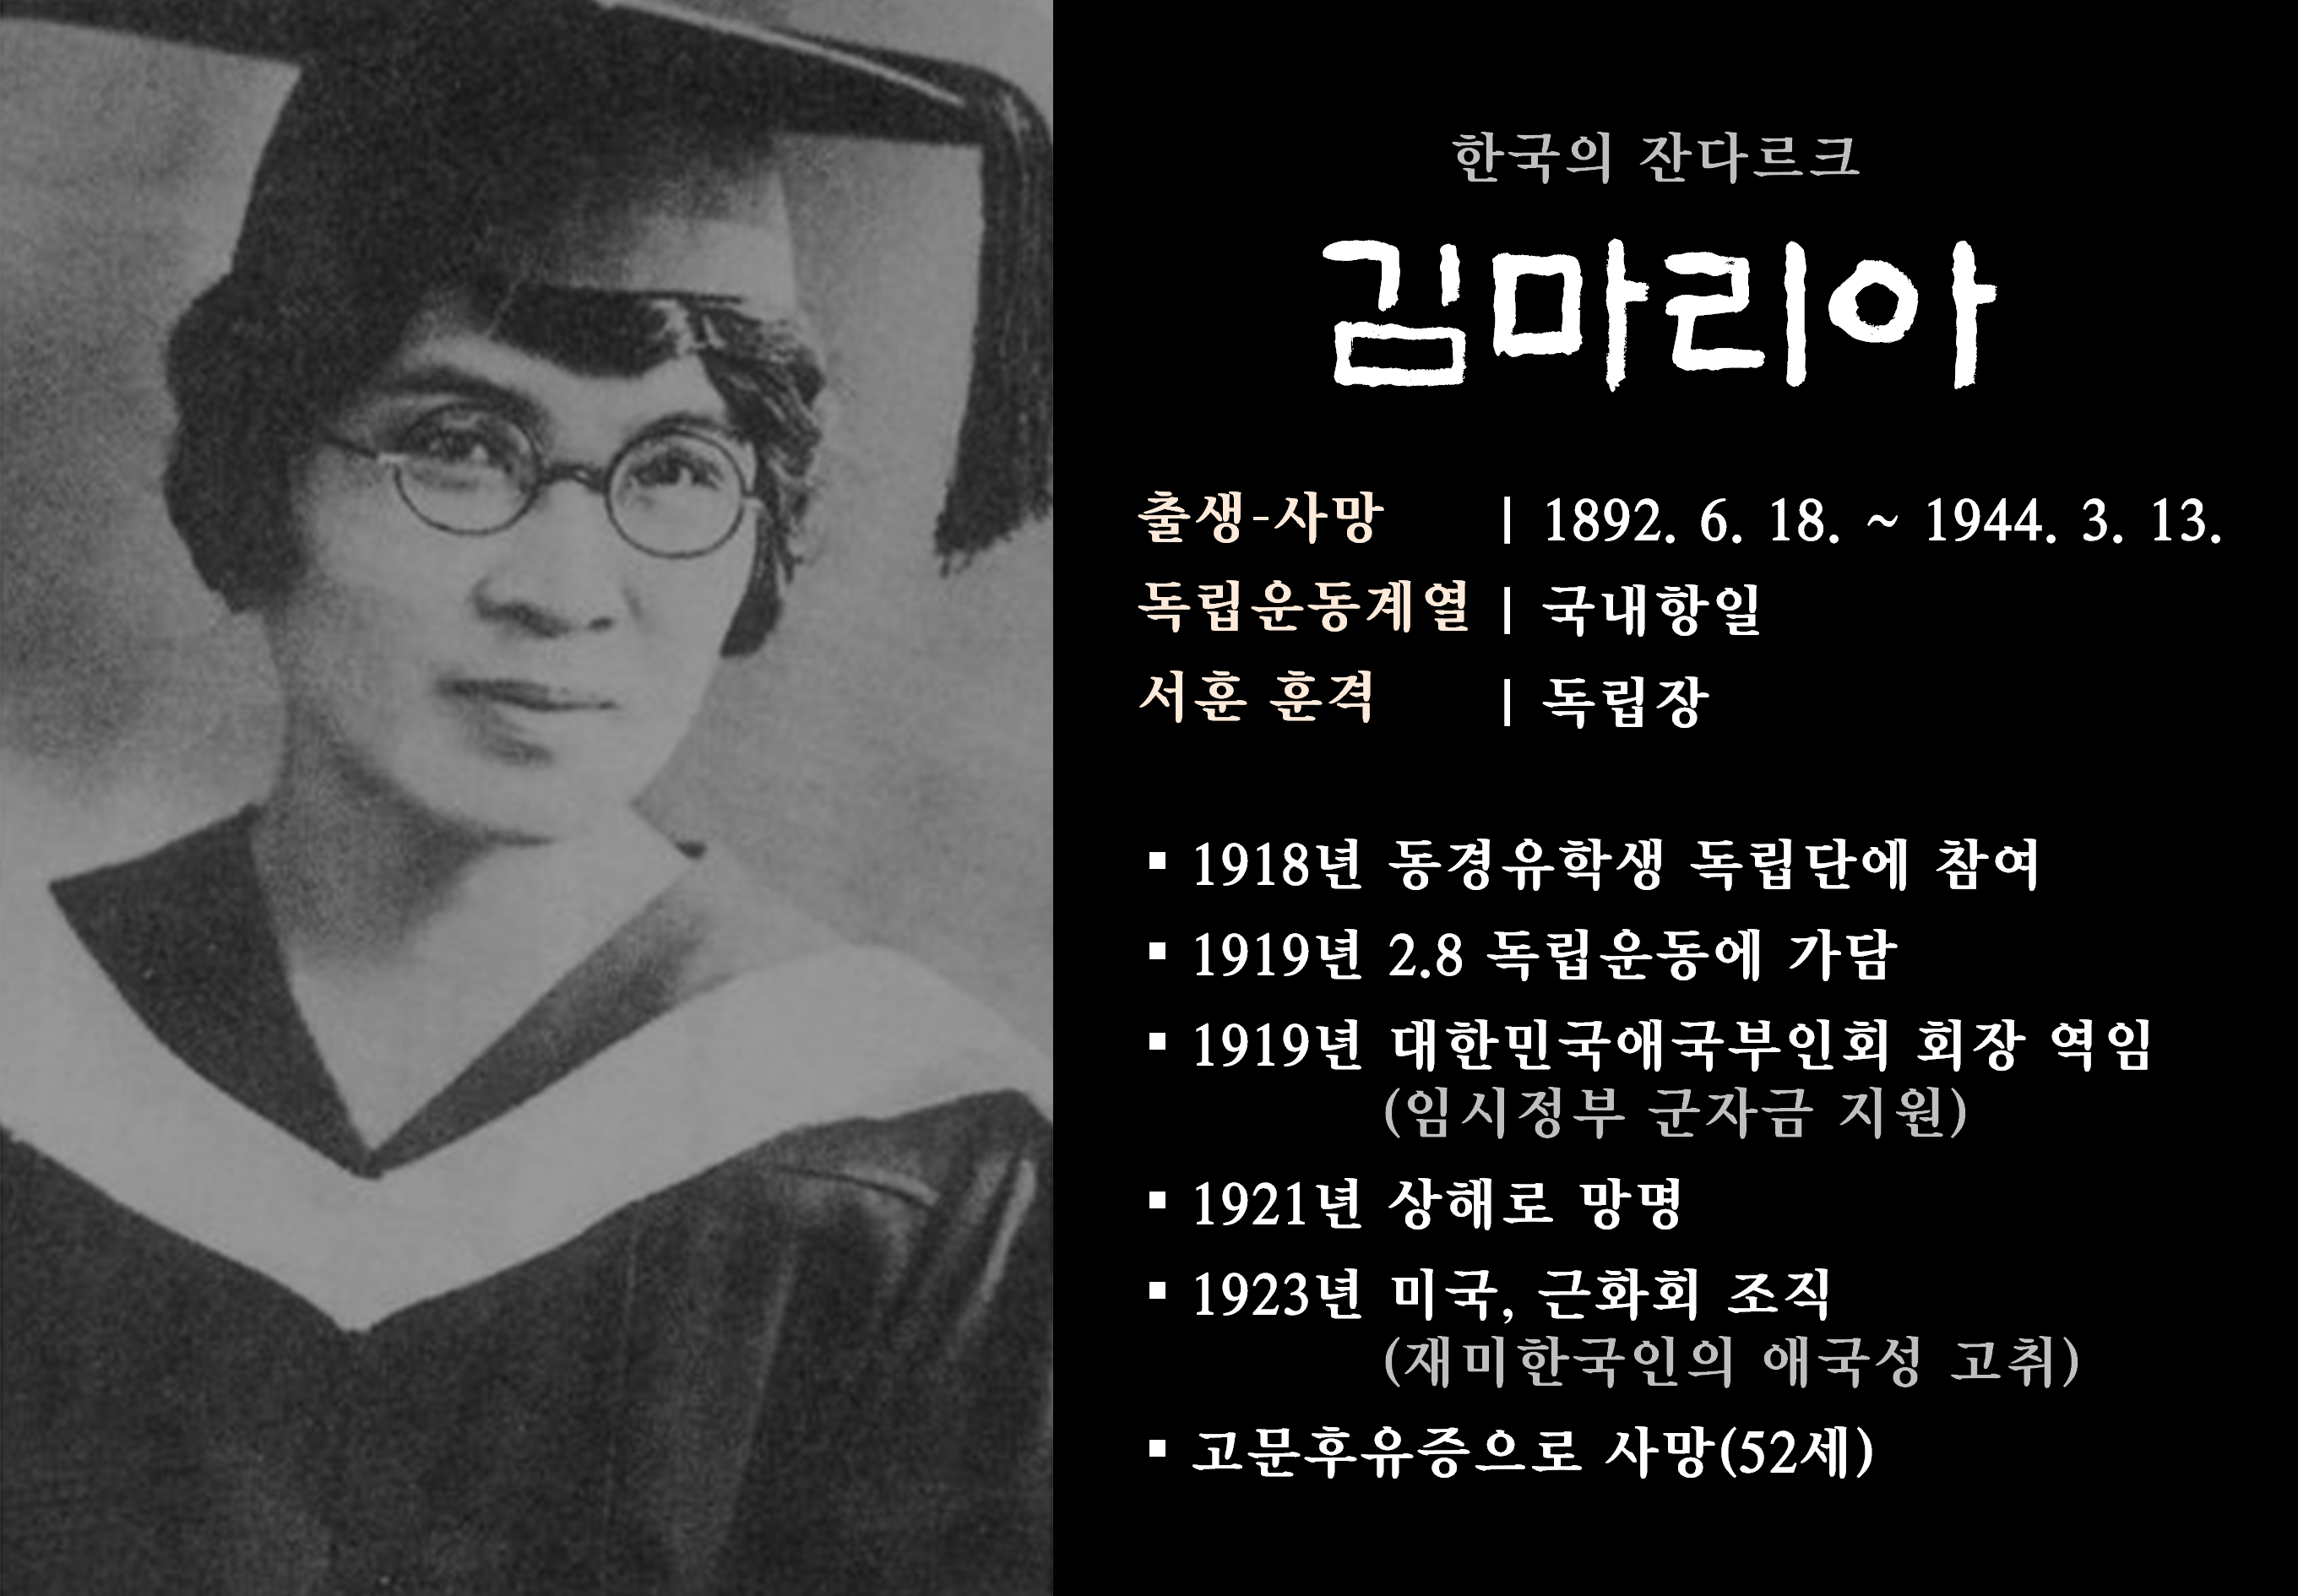 한국의 잔다르크
김마리아
출생-사망 | 1892. 6. 18. ~ 1944. 3. 13.
독립운동계열 | 국내항일
서훈 훈격 | 독립장
▪ 1918년 동경유학생 독립단에 참여
▪ 1919년 2.8 독립운동에 가담
▪ 1919년 대한민국애국부인회 회장 역임
(임시정부 군자금 지원)
▪ 1921년 상해로 망명
▪ 1923년 미국, 근화회 조직
(재미한국인의 애국성 고취)
▪ 고문후유증으로 사망(52세)